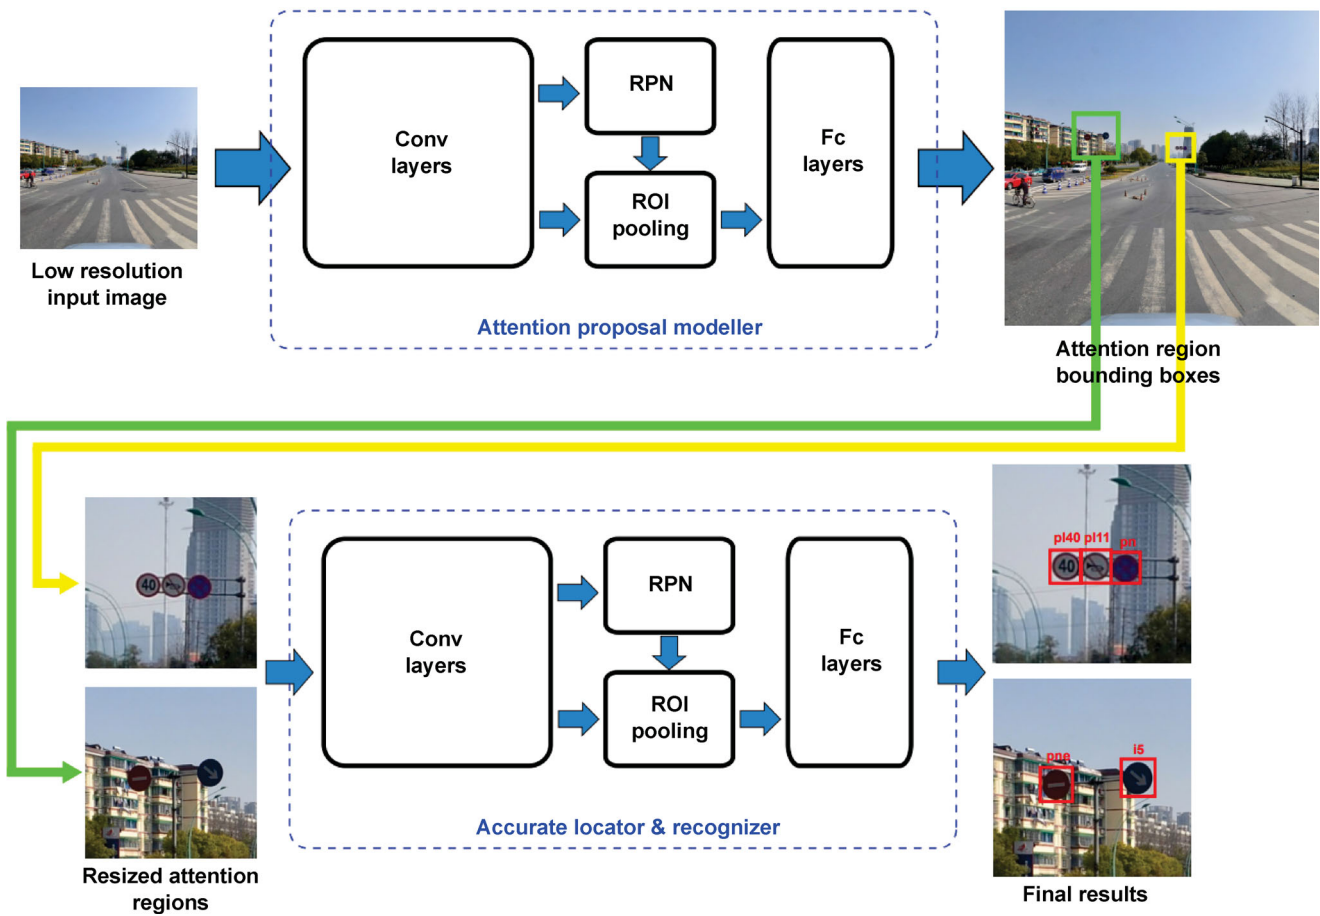 Conv
layers
RPN
ROI
pooling
Fc
layers
Low resolution
input image
Attention proposal modeller
Attention region
bounding boxes
40
Conv
layers
RPN
ROI
pooling
Fc
layers
Accurate locator & recognizer
Resized attention
regions
pl40 pl11 pn
40
pne
i5
Final results